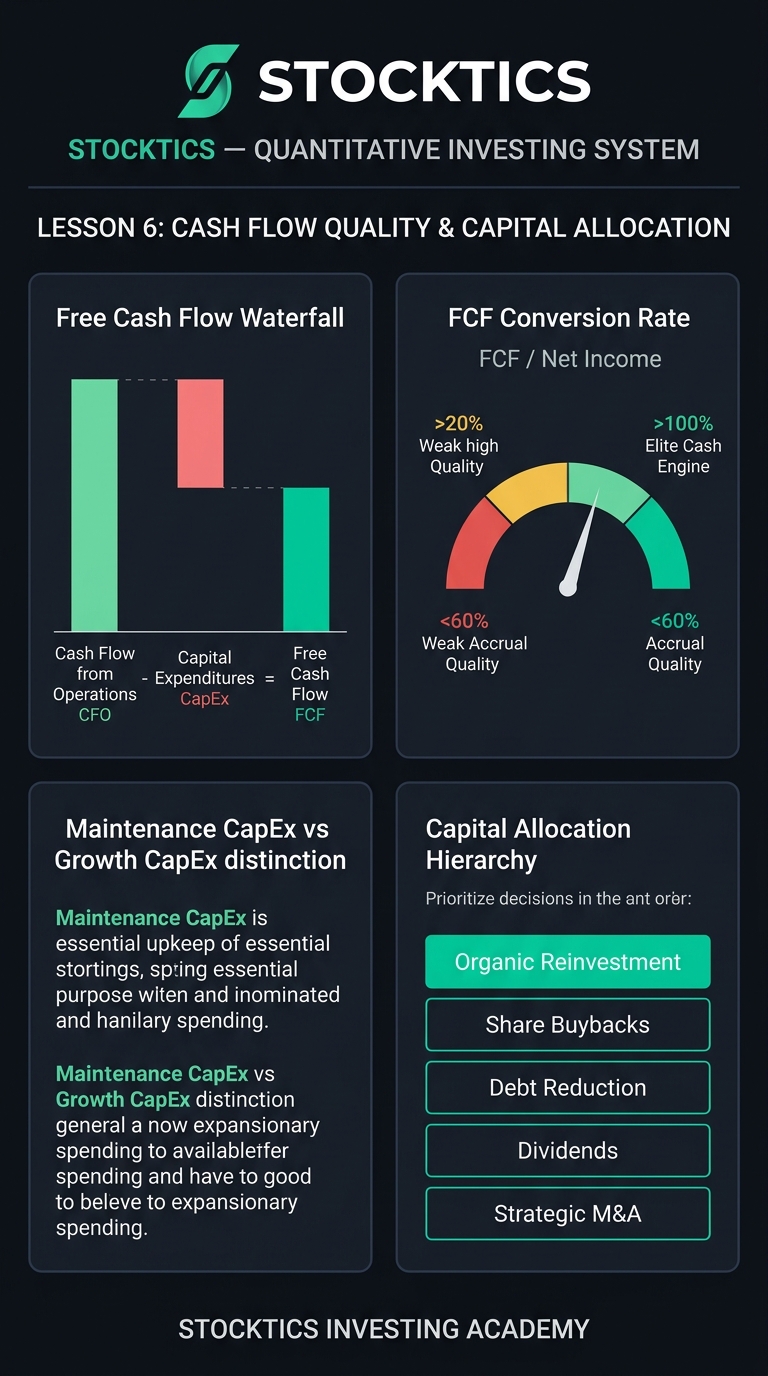 STOCKTICS
STOCKTICS — QUANTITATIVE INVESTING SYSTEM
LESSON 6: CASH FLOW QUALITY & CAPITAL ALLOCATION
Free Cash Flow Waterfall
Cash Flow
from
Operations
CFO
-
Capital
Expenditures
CapEx
=
Free
Cash
Flow
FCF
FCF Conversion Rate
FCF / Net Income
>20%
Weak high
Quality
>100%
Elite Cash
Engine
<60%
Weak Accrual
Quality
<60%
Accrual
Quality
Maintenance CapEx vs
Growth CapEx distinction
Maintenance CapEx is
essential upkeep of essential
stortings, essential
purpose and inominated
and hanilary spending.
Maintenance CapEx vs
Growth CapEx distinction
general a now expansionary
spending to
spending and have to good
to beleve to expansionary
spending.
Capital Allocation
Hierarchy
Prioritize decisions in the ant
Organic Reinvestment
Share Buybacks
Debt Reduction
Dividends
Strategic M&A
STOCKTICS INVESTING ACADEMY